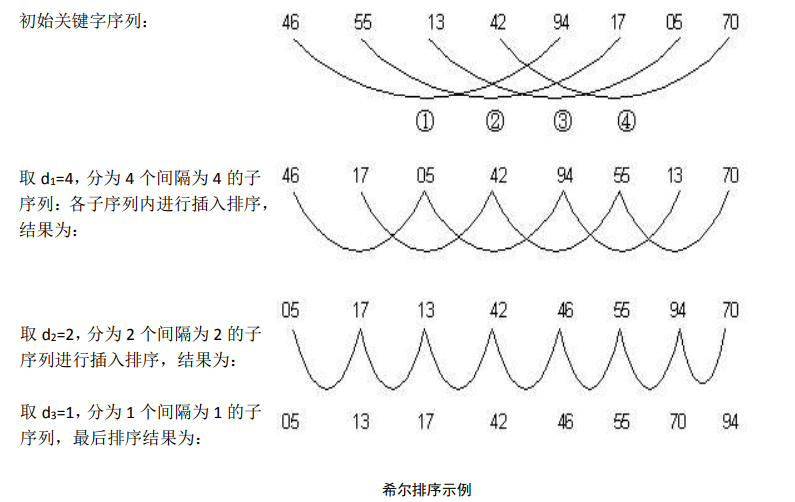 初始关键字序列：
46 55 13 42 94 17 05 70
① ② ③ ④
取 d₁=4，分为 4 个间隔为 4 的子
序列：各子序列内进行插入排序，
结果为：
46 17 05 42 94 55 13 70
05 17 13 42 46 55 94 70
取 d₂=2，分为 2 个间隔为 2 的子
序列进行插入排序，结果为：
取 d₃=1，分为 1 个间隔为 1 的子
序列，最后排序结果为：
05 13 17 42 46 55 70 94
希尔排序示例